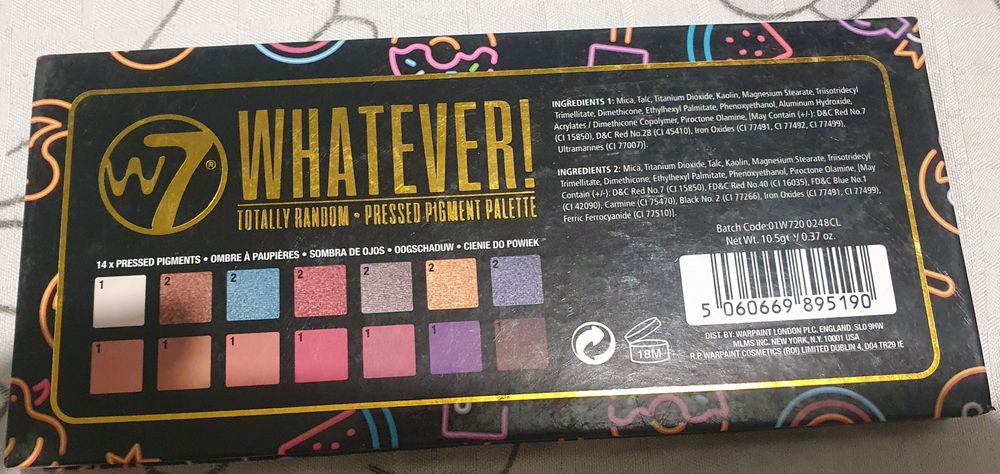 W7®
WHATEVER!
TOTALLY RANDOM • PRESSED PIGMENT PALETTE
14 x PRESSED PIGMENTS • OMBRE À PAUPIÈRES • SOMBRA DE OJOS • OOGSCHADUW • CIENIE DO POWIEK
1 2 2 2 2 2 2
1 1 1 1 1 1 1
INGREDIENTS 1: Mica, Talc, Titanium Dioxide, Kaolin, Magnesium Stearate, Triisotridecyl
Trimellitate, Dimethicone, Ethylhexyl Palmitate, Phenoxyethanol, Aluminum Hydroxide,
Acrylates / Dimethicone Copolymer, Piroctone Olamine, [May Contain (+/-): D&C Red No.7
(CI 15850), D&C Red No.28 (CI 45410), Iron Oxides (CI 77491, CI 77492, CI 77499),
Ultramarines (CI 77007)].
INGREDIENTS 2: Mica, Titanium Dioxide, Talc, Kaolin, Magnesium Stearate, Triisotridecyl
Trimellitate, Dimethicone, Ethylhexyl Palmitate, Phenoxyethanol, Piroctone Olamine, [May
Contain (+/-): D&C Red No.7 (CI 15850), FD&C Red No.40 (CI 16035), FD&C Blue No.1
(CI 42090), Carmine (CI 75470), Black No. 2 (CI 77266), Iron Oxides (CI 77491, CI 77499),
Ferric Ferrocyanide (CI 77510)].
Batch Code:01W720 0248CL
Net Wt. 10.5g℮ / 0.37 oz.
5 060669 895190
DIST. BY: WARPAINT LONDON PLC. ENGLAND, SL0 9HW
MLMS INC. NEW YORK, N.Y. 10001 USA
R.P. WARPAINT COSMETICS (ROI) LIMITED DUBLIN 4, D04 TR29 IE
18M